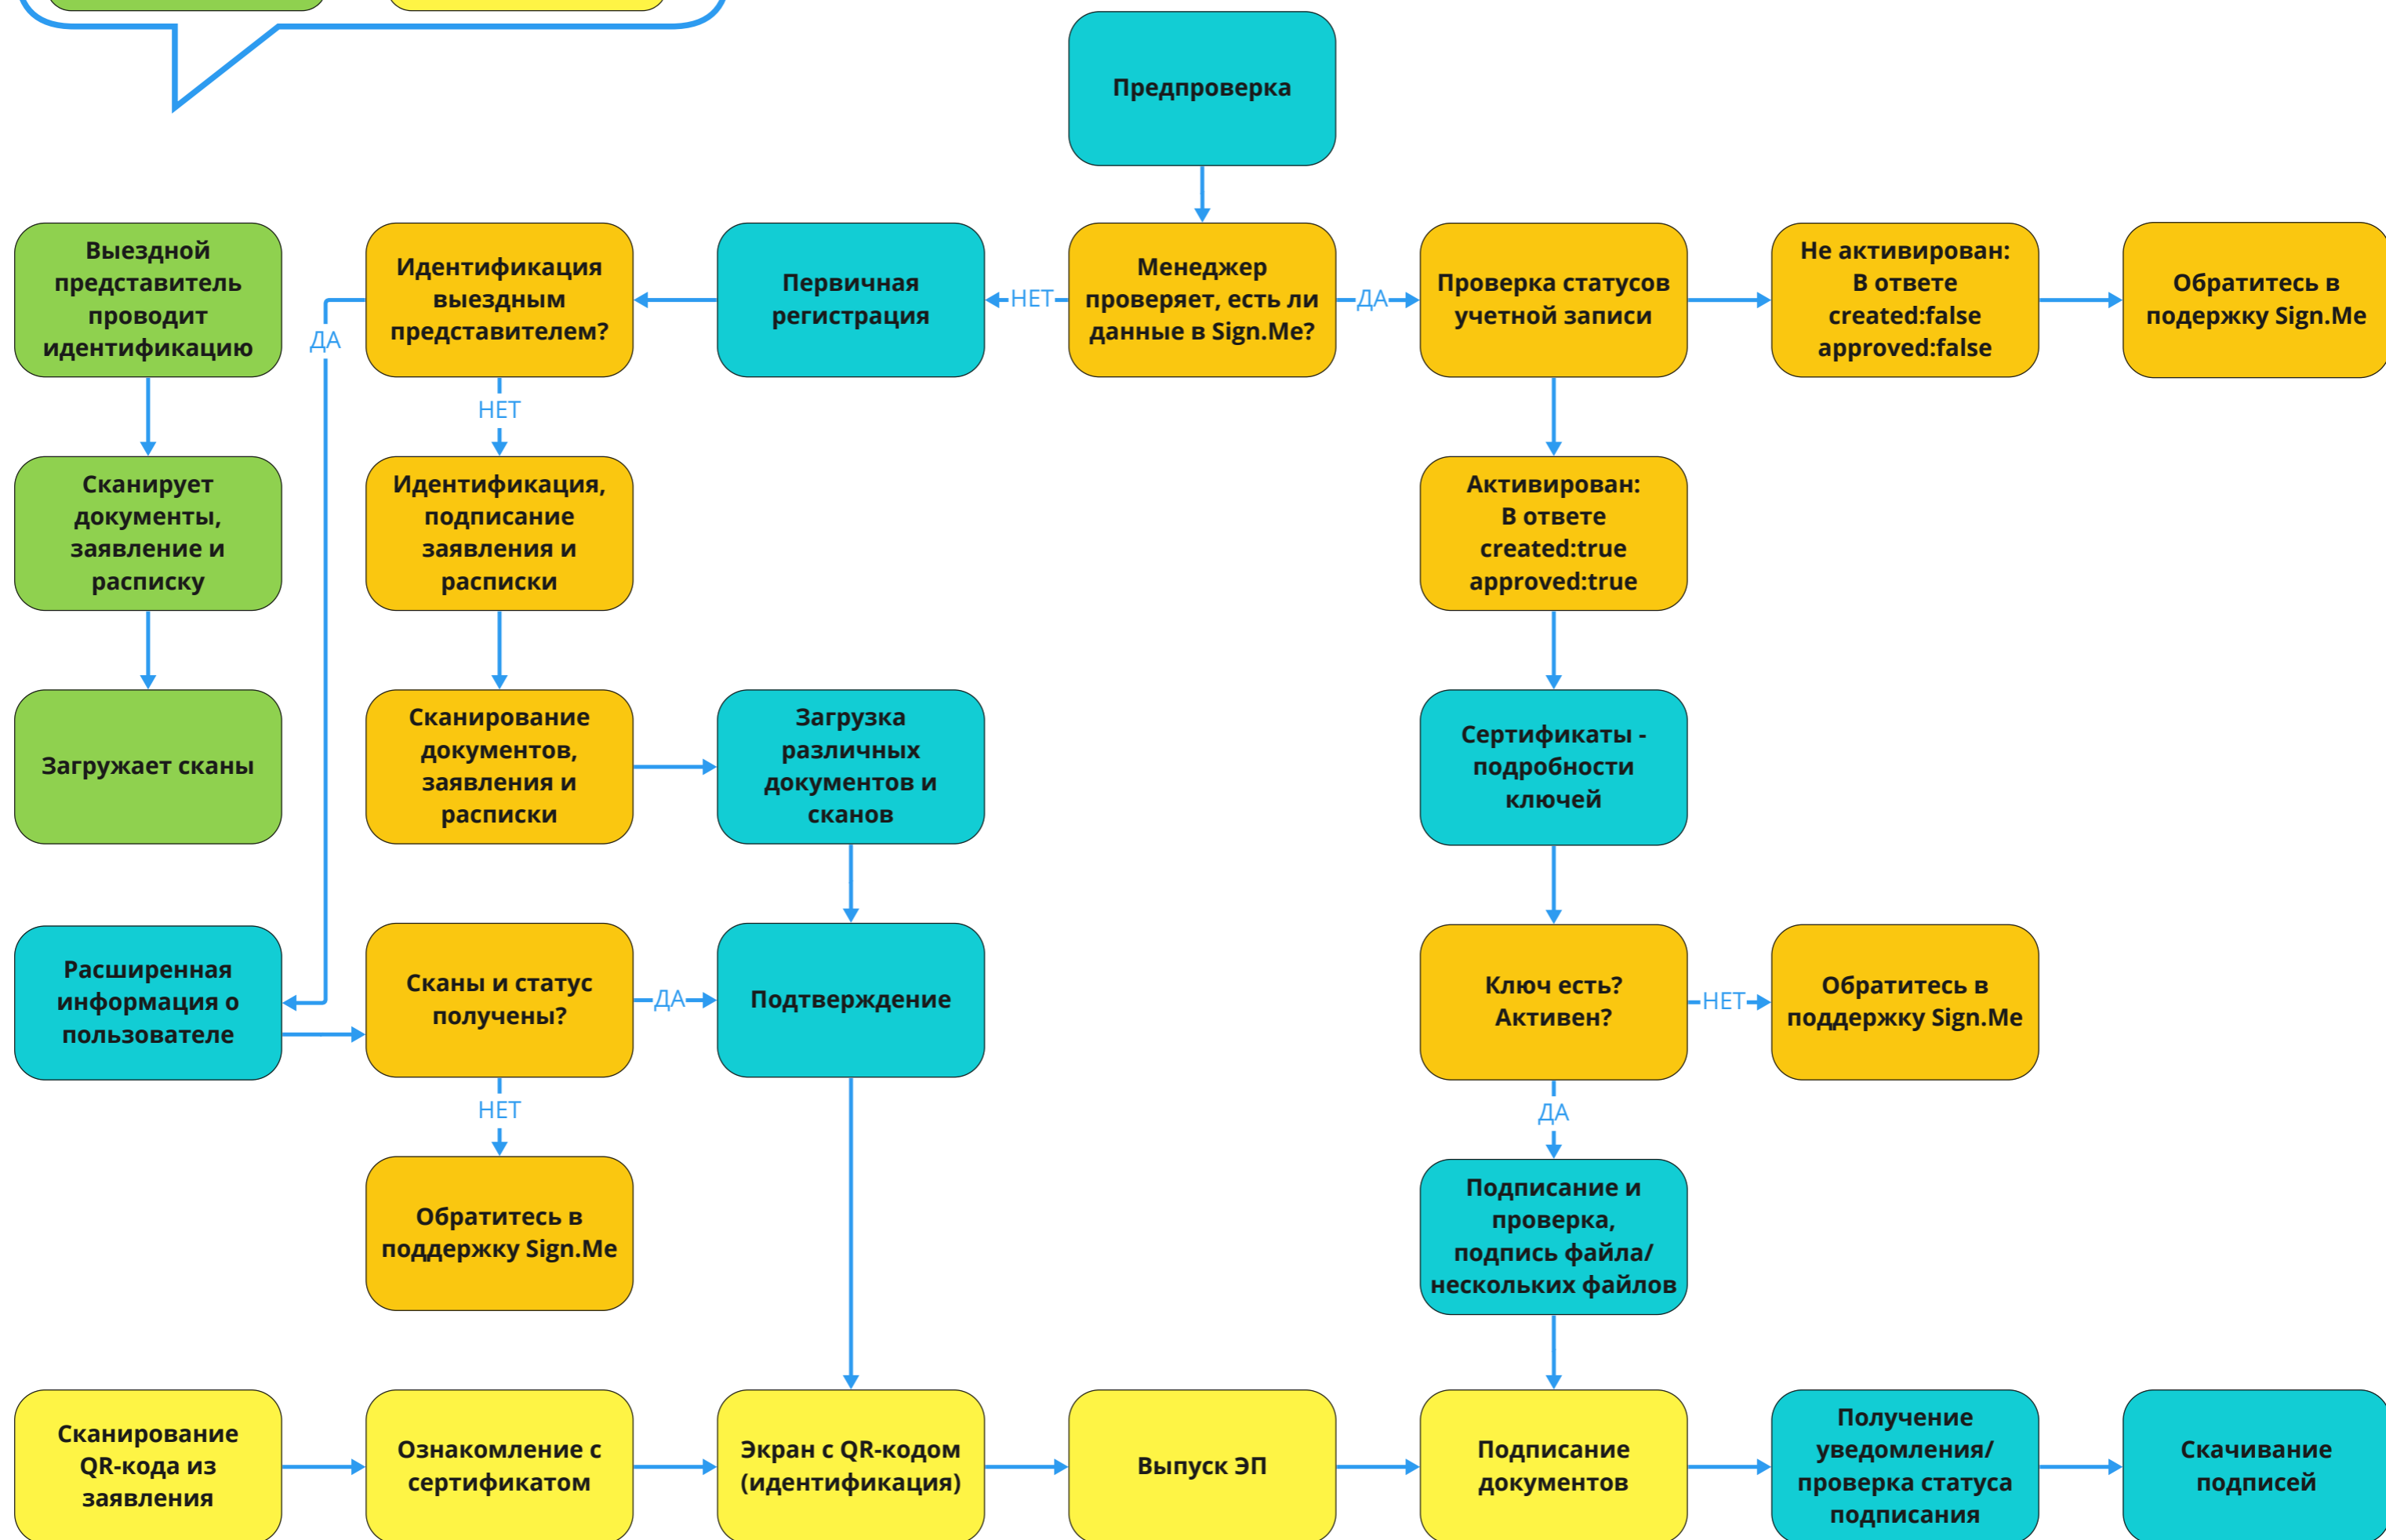 Предпроверка
Выездной
представитель
проводит
идентификацию
ДА
Идентификация
выездным
представителем?
Первичная
регистрация
НЕТ
Менеджер
проверяет, есть ли
данные в Sign.Me?
ДА
Проверка статусов
учетной записи
Не активирован:
В ответе
created:false
approved:false
Обратитесь в
подержку Sign.Me
НЕТ
Сканирует
документы,
заявление и
расписку
Идентификация,
подписание
заявления и
расписки
Активирован:
В ответе
created:true
approved:true
Загружает сканы
Сканирование
документов,
заявления и
расписки
Загрузка
различных
документов и
сканов
Сертификаты -
подробности
ключей
Расширенная
информация о
пользователе
Сканы и статус
получены?
ДА
Подтверждение
Ключ есть?
Активен?
НЕТ
Обратитесь в
поддержку Sign.Me
НЕТ
ДА
Обратитесь в
поддержку Sign.Me
Подписание и
проверка,
подпись файла/
нескольких файлов
Сканирование
QR-кода из
заявления
Ознакомление с
сертификатом
Экран с QR-кодом
(идентификация)
Выпуск ЭП
Подписание
документов
Получение
уведомления/
проверка статуса
подписания
Скачивание
подписей